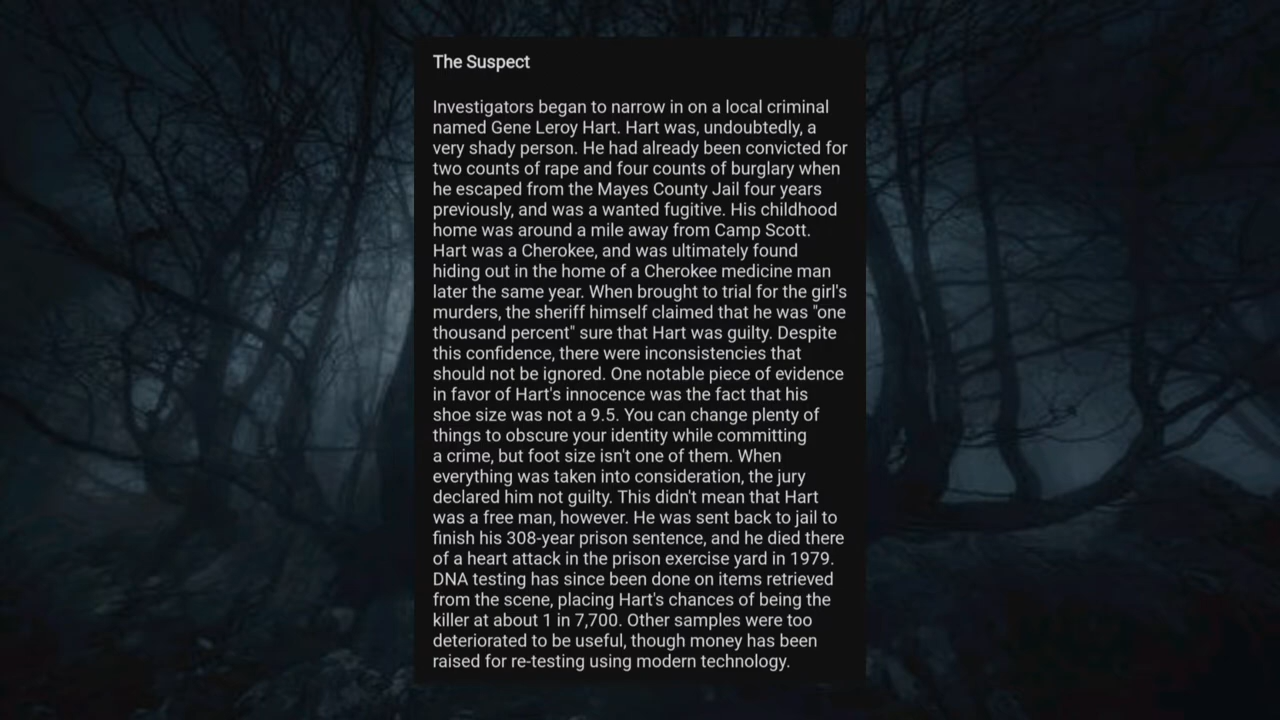 The Suspect
Investigators began to narrow in on a local criminal
named Gene Leroy Hart. Hart was, undoubtedly, a
very shady person. He had already been convicted for
two counts of rape and four counts of burglary when
he escaped from the Mayes County Jail four years
previously, and was a wanted fugitive. His childhood
home was around a mile away from Camp Scott.
Hart was a Cherokee, and was ultimately found
hiding out in the home of a Cherokee medicine man
later the same year. When brought to trial for the girl's
murders, the sheriff himself claimed that he was "one
thousand percent" sure that Hart was guilty. Despite
this confidence, there were inconsistencies that
should not be ignored. One notable piece of evidence
in favor of Hart's innocence was the fact that his
shoe size was not a 9.5. You can change plenty of
things to obscure your identity while committing
a crime, but foot size isn't one of them. When
everything was taken into consideration, the jury
declared him not guilty. This didn't mean that Hart
was a free man, however. He was sent back to jail to
finish his 308-year prison sentence, and he died there
of a heart attack in the prison exercise yard in 1979.
DNA testing has since been done on items retrieved
from the scene, placing Hart's chances of being the
killer at about 1 in 7,700. Other samples were too
deteriorated to be useful, though money has been
raised for re-testing using modern technology.